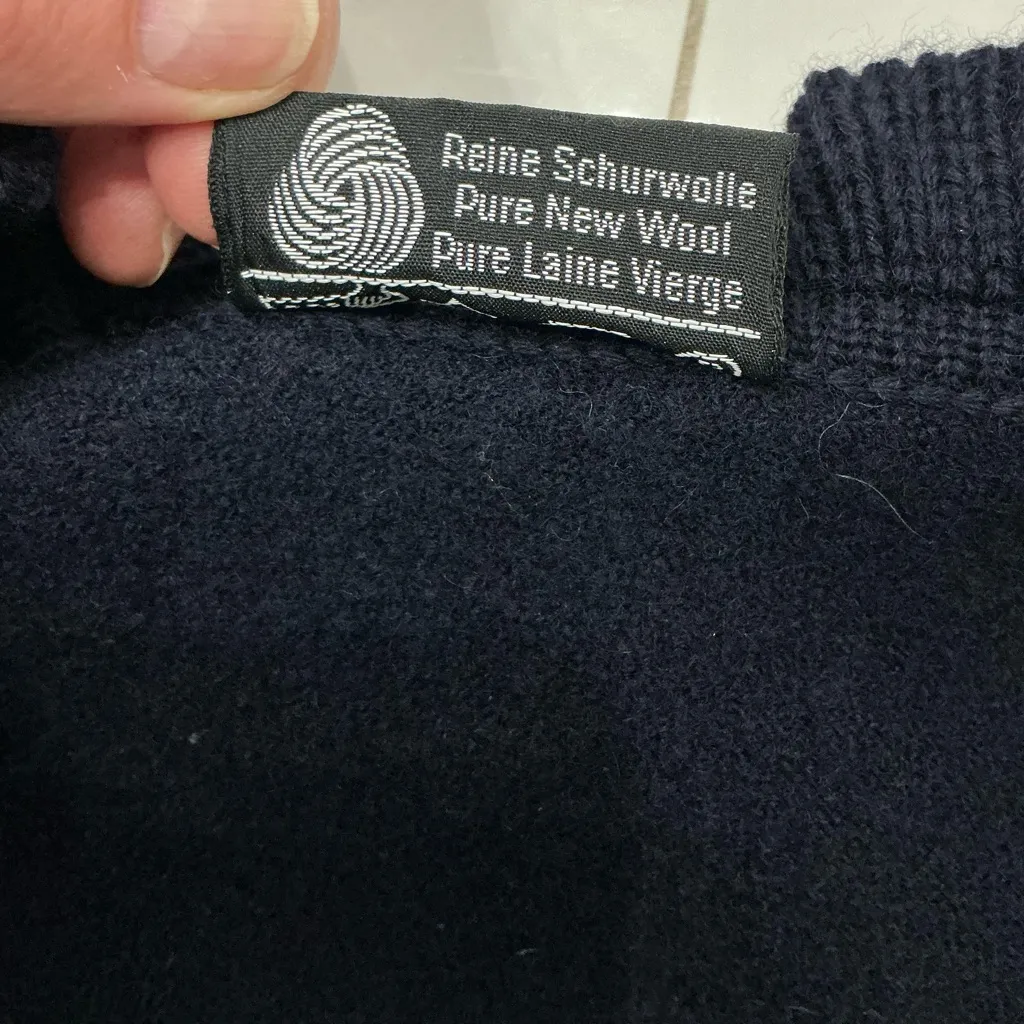 Reine Schurwolle
Pure New Wool
Pure Laine Vierge